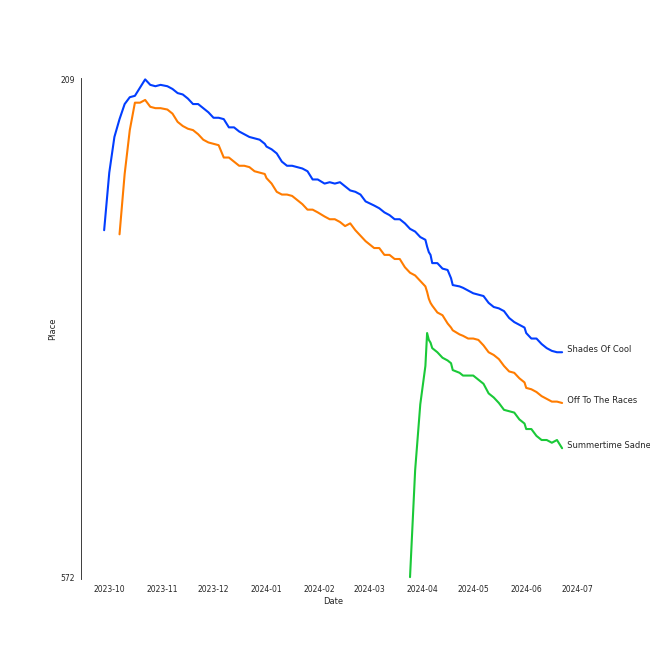 209
Place
Shades Of Cool
Off To The Races
Summertime Sadne
572
2023-10 2023-11 2023-12 2024-01 2024-02 2024-03 2024-04 2024-05 2024-06 2024-07
Date